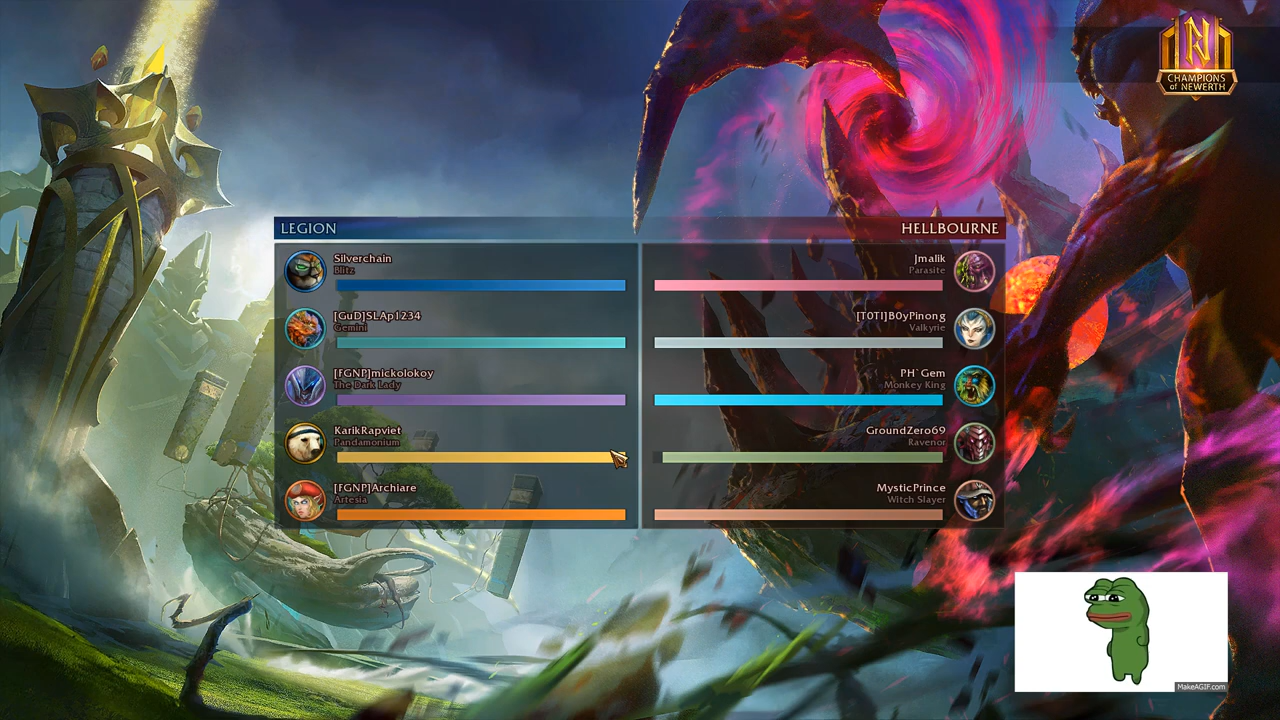 CHAMPIONS
of NEWERTH
LEGION
HELLBOURNE
Silverchain
Blitz
[GuD]SLAp1234
Gemini
[FGNP]mickolokoy
The Dark Lady
KarikRapviet
Pandamonium
[FGNP]Archiare
Artesia
Jmalik
Parasite
[T0TI]B0yPinong
Valkyrie
PH`Gem
Monkey King
GroundZero69
Ravenor
MysticPrince
Witch Slayer
MakeAGIF.com